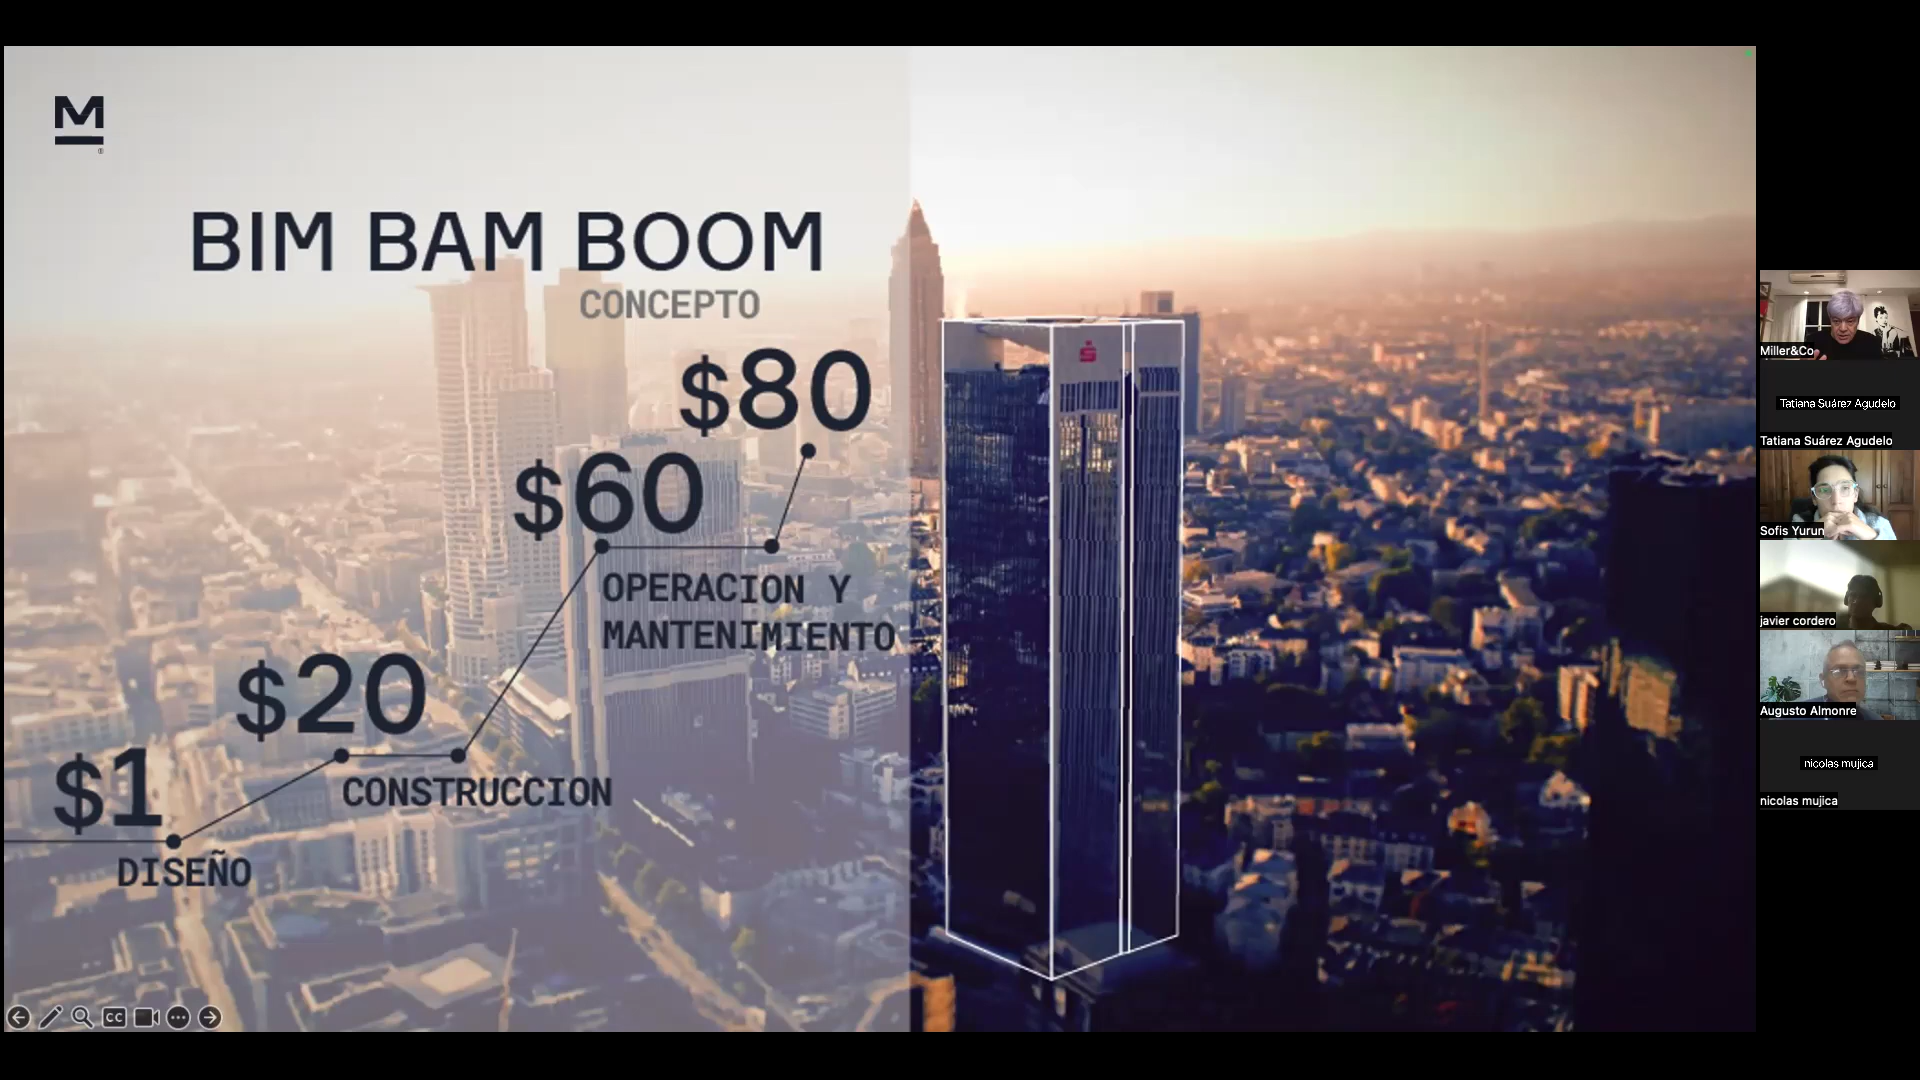 M
®
BIM BAM BOOM
CONCEPTO
$80
$60
OPERACION Y
MANTENIMIENTO
$20
CONSTRUCCION
$1
DISEÑO
CC
Miller&Co
Tatiana Suárez Agudelo
Tatiana Suárez Agudelo
Sofis Yurun
javier cordero
Augusto Almonre
nicolas mujica
nicolas mujica